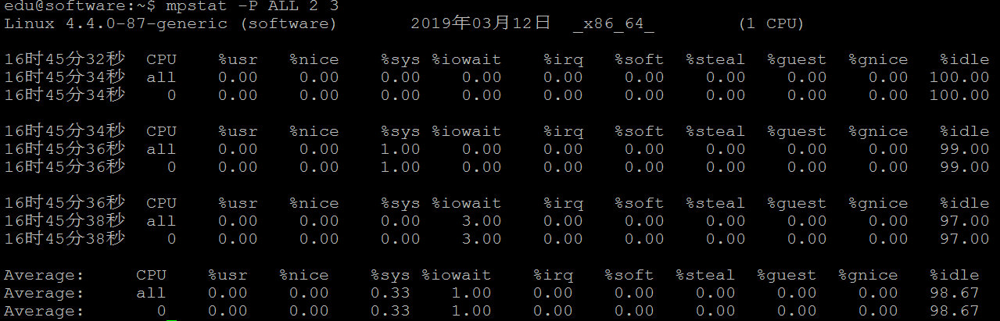 edu@software:~$ mpstat -P ALL 2 3
Linux 4.4.0-87-generic (software) 2019年03月12日 _x86_64_ (1 CPU)
16时45分32秒 CPU %usr %nice %sys %iowait %irq %soft %steal %guest %gnice %idle
16时45分34秒 all 0.00 0.00 0.00 0.00 0.00 0.00 0.00 0.00 0.00 100.00
16时45分34秒 0 0.00 0.00 0.00 0.00 0.00 0.00 0.00 0.00 0.00 100.00
16时45分34秒 CPU %usr %nice %sys %iowait %irq %soft %steal %guest %gnice %idle
16时45分36秒 all 0.00 0.00 1.00 0.00 0.00 0.00 0.00 0.00 0.00 99.00
16时45分36秒 0 0.00 0.00 1.00 0.00 0.00 0.00 0.00 0.00 0.00 99.00
16时45分36秒 CPU %usr %nice %sys %iowait %irq %soft %steal %guest %gnice %idle
16时45分38秒 all 0.00 0.00 0.00 3.00 0.00 0.00 0.00 0.00 0.00 97.00
16时45分38秒 0 0.00 0.00 0.00 3.00 0.00 0.00 0.00 0.00 0.00 97.00
Average: CPU %usr %nice %sys %iowait %irq %soft %steal %guest %gnice %idle
Average: all 0.00 0.00 0.33 1.00 0.00 0.00 0.00 0.00 0.00 98.67
Average: 0 0.00 0.00 0.33 1.00 0.00 0.00 0.00 0.00 0.00 98.67